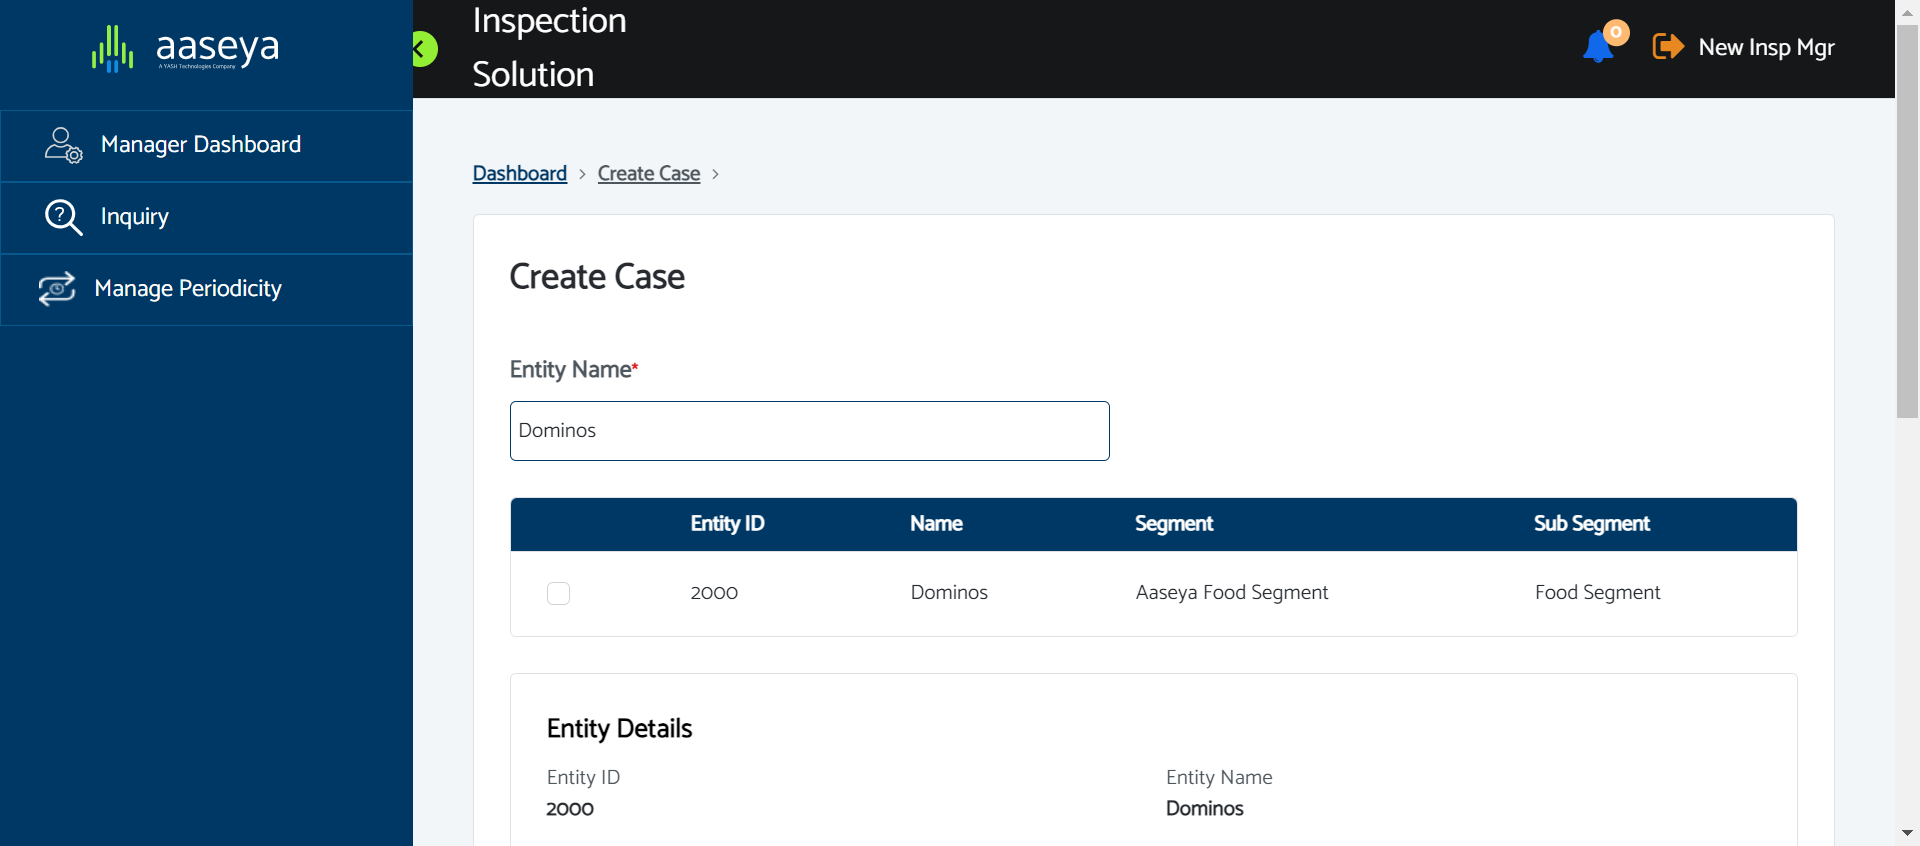 aaseya
A YASH Technologies Company
Inspection
Solution
0
New Insp Mgr
Manager Dashboard
Inquiry
Manage Periodicity
Dashboard > Create Case >
Create Case
Entity Name*
Dominos
Entity ID Name Segment Sub Segment
2000 Dominos Aaseya Food Segment Food Segment
Entity Details
Entity ID Entity Name
2000 Dominos